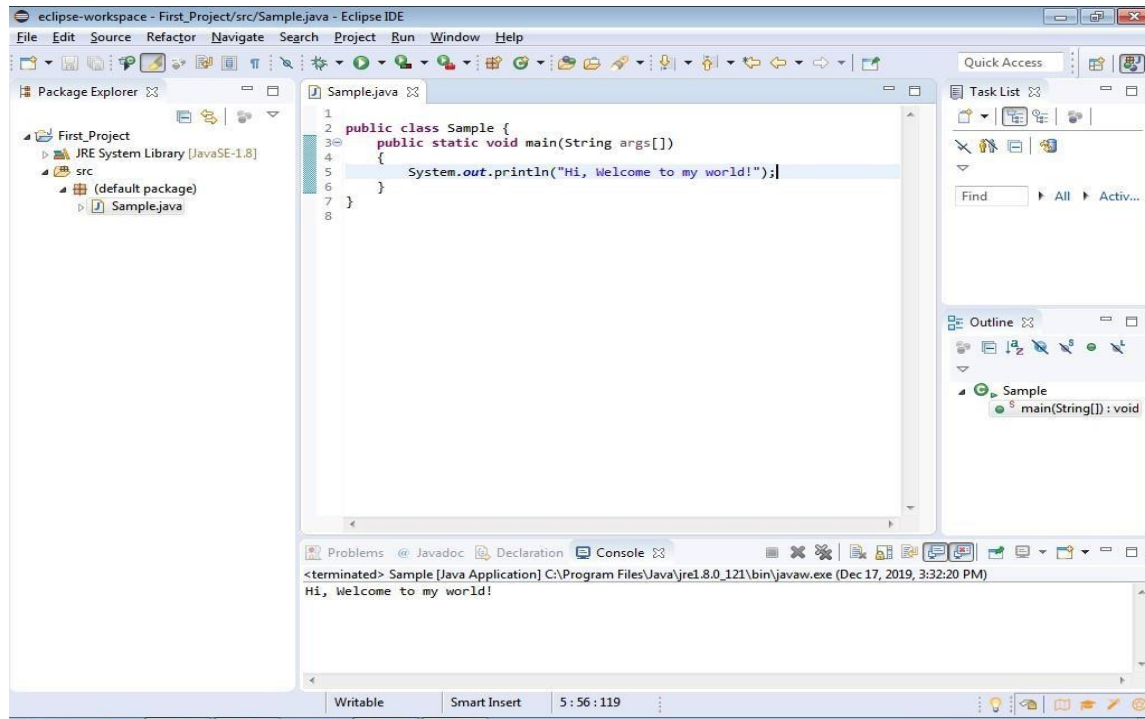 eclipse-workspace - First_Project/src/Sample.java - Eclipse IDE
File Edit Source Refactor Navigate Search Project Run Window Help
Quick Access
Package Explorer
First_Project
JRE System Library [JavaSE-1.8]
src
(default package)
Sample.java
Sample.java
1
2 public class Sample {
3 public static void main(String args[])
4 {
5 System.out.println("Hi, Welcome to my world!");
6 }
7 }
8
Task List
Find All Activ...
Outline
Sample
main(String[]) : void
Problems @ Javadoc Declaration Console
<terminated> Sample [Java Application] C:\Program Files\Java\jre1.8.0_121\bin\javaw.exe (Dec 17, 2019, 3:32:20 PM)
Hi, Welcome to my world!
Writable Smart Insert 5 : 56 : 119